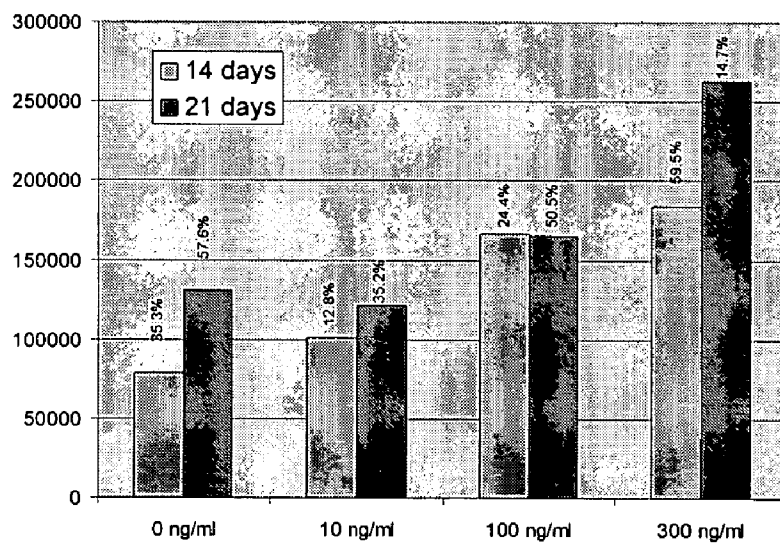 300000
250000
200000
150000
100000
50000
0
14 days
21 days
35.3%
57.6%
12.8%
35.2%
24.4%
50.5%
59.5%
14.7%
0 ng/ml
10 ng/ml
100 ng/ml
300 ng/ml